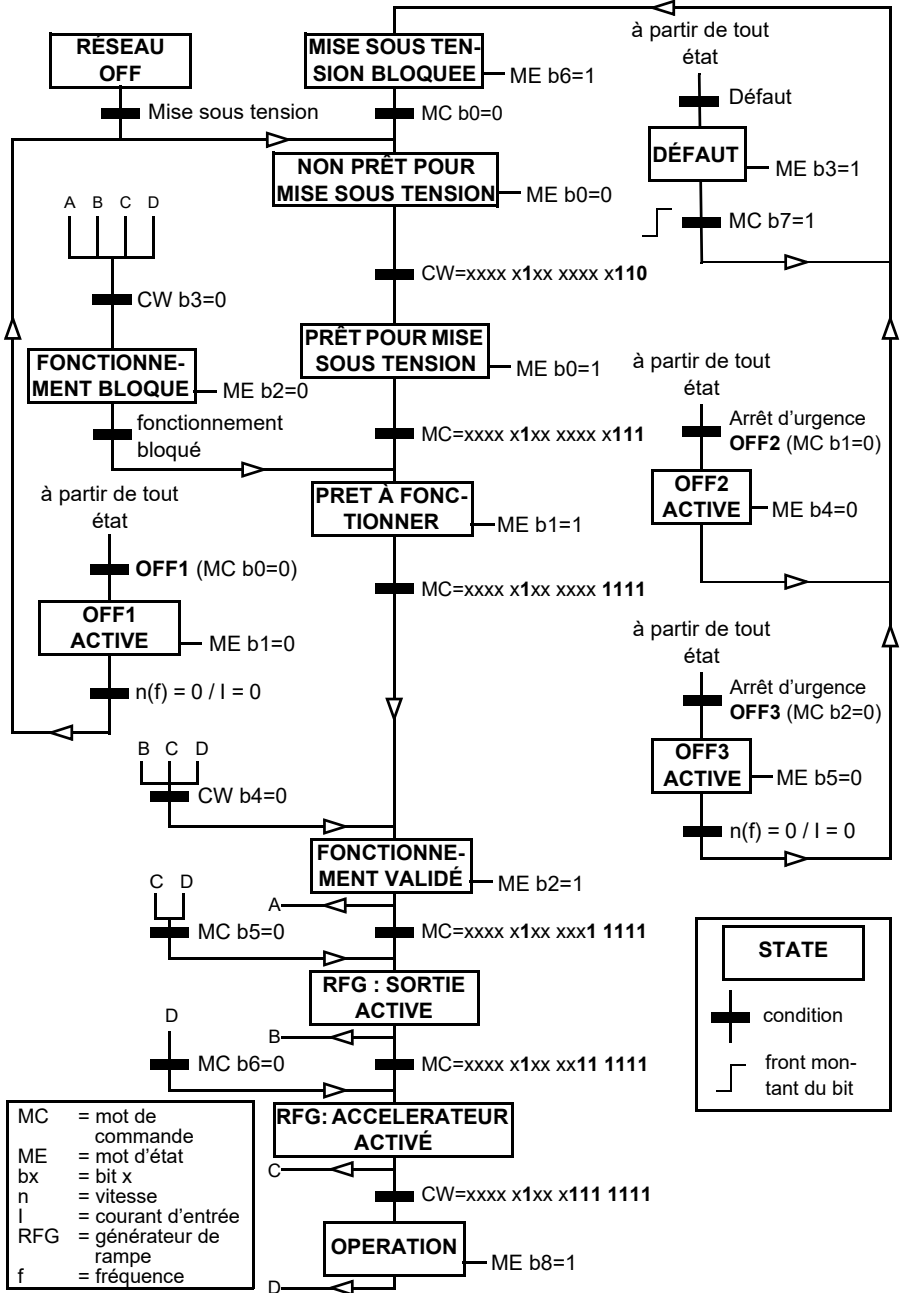 RÉSEAU
OFF
Mise sous tension
MISE SOUS TEN-
SION BLOQUEE
ME b6=1
MC b0=0
NON PRÊT POUR
MISE SOUS TENSION
ME b0=0
CW=xxxx x1xx xxxx x110
PRÊT POUR MISE
SOUS TENSION
ME b0=1
MC=xxxx x1xx xxxx x111
PRET À FONC-
TIONNER
ME b1=1
MC=xxxx x1xx xxxx 1111
A B C D
CW b3=0
FONCTIONNE-
MENT BLOQUE
ME b2=0
fonctionnement
bloqué
à partir de tout
état
OFF1 (MC b0=0)
OFF1
ACTIVE
ME b1=0
n(f) = 0 / I = 0
B C D
CW b4=0
FONCTIONNE-
MENT VALIDÉ
ME b2=1
A
C D
MC b5=0
MC=xxxx x1xx xxx1 1111
RFG : SORTIE
ACTIVE
B
D
MC b6=0
MC=xxxx x1xx xx11 1111
RFG: ACCELERATEUR
ACTIVÉ
C
CW=xxxx x1xx x111 1111
OPERATION
ME b8=1
D
à partir de tout
état
Défaut
DÉFAUT
ME b3=1
MC b7=1
à partir de tout
état
Arrêt d'urgence
OFF2 (MC b1=0)
OFF2
ACTIVE
ME b4=0
à partir de tout
état
Arrêt d'urgence
OFF3 (MC b2=0)
OFF3
ACTIVE
ME b5=0
n(f) = 0 / I = 0
STATE
condition
front mon-
tant du bit
MC = mot de
commande
ME = mot d'état
bx = bit x
n = vitesse
I = courant d'entrée
RFG = générateur de
rampe
f = fréquence